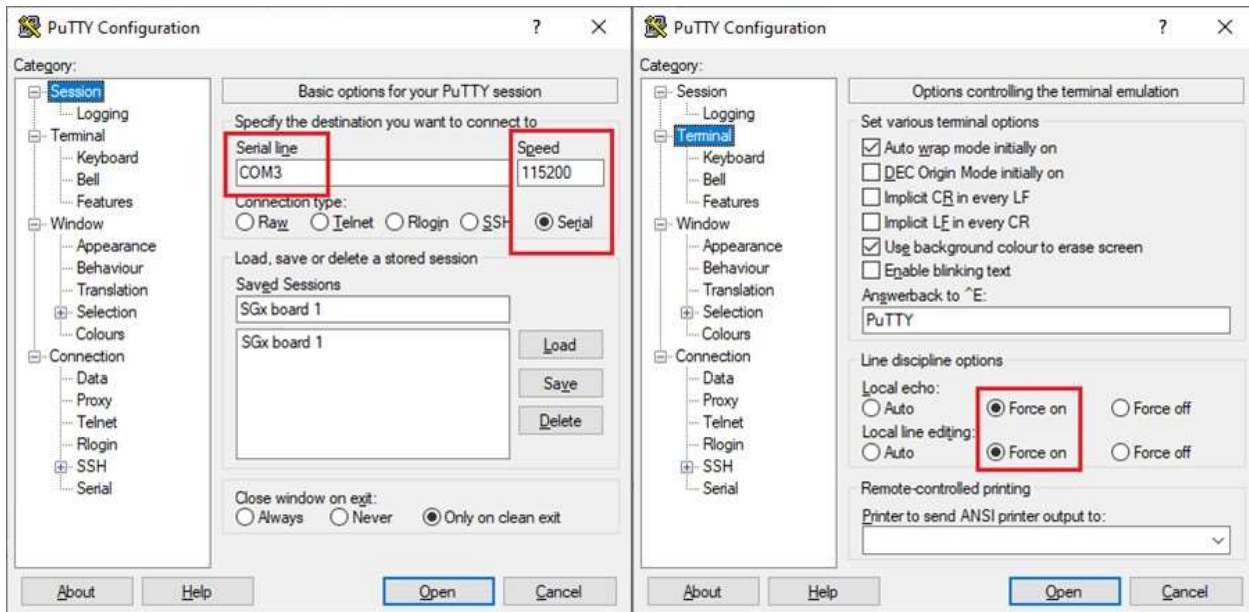 PuTTY Configuration
? ×
Category:
Session
Logging
Terminal
Keyboard
Bell
Features
Window
Appearance
Behaviour
Translation
Selection
Colours
Connection
Data
Proxy
Telnet
Rlogin
SSH
Serial
Basic options for your PuTTY session
Specify the destination you want to connect to
Serial line Speed
COM3 115200
Connection type:
Raw Telnet Rlogin SSH Serial
Load, save or delete a stored session
Saved Sessions
SGx board 1
SGx board 1
Load
Save
Delete
Close window on exit:
Always Never Only on clean exit
About Help Open Cancel
PuTTY Configuration
? ×
Category:
Session
Logging
Terminal
Keyboard
Bell
Features
Window
Appearance
Behaviour
Translation
Selection
Colours
Connection
Data
Proxy
Telnet
Rlogin
SSH
Serial
Options controlling the terminal emulation
Set various terminal options
Auto wrap mode initially on
DEC Origin Mode initially on
Implicit CR in every LF
Implicit LF in every CR
Use background colour to erase screen
Enable blinking text
Answerback to ^E:
PuTTY
Line discipline options
Local echo:
Auto Force on Force off
Local line editing:
Auto Force on Force off
Remote-controlled printing
Printer to send ANSI printer output to:
About Help Open Cancel